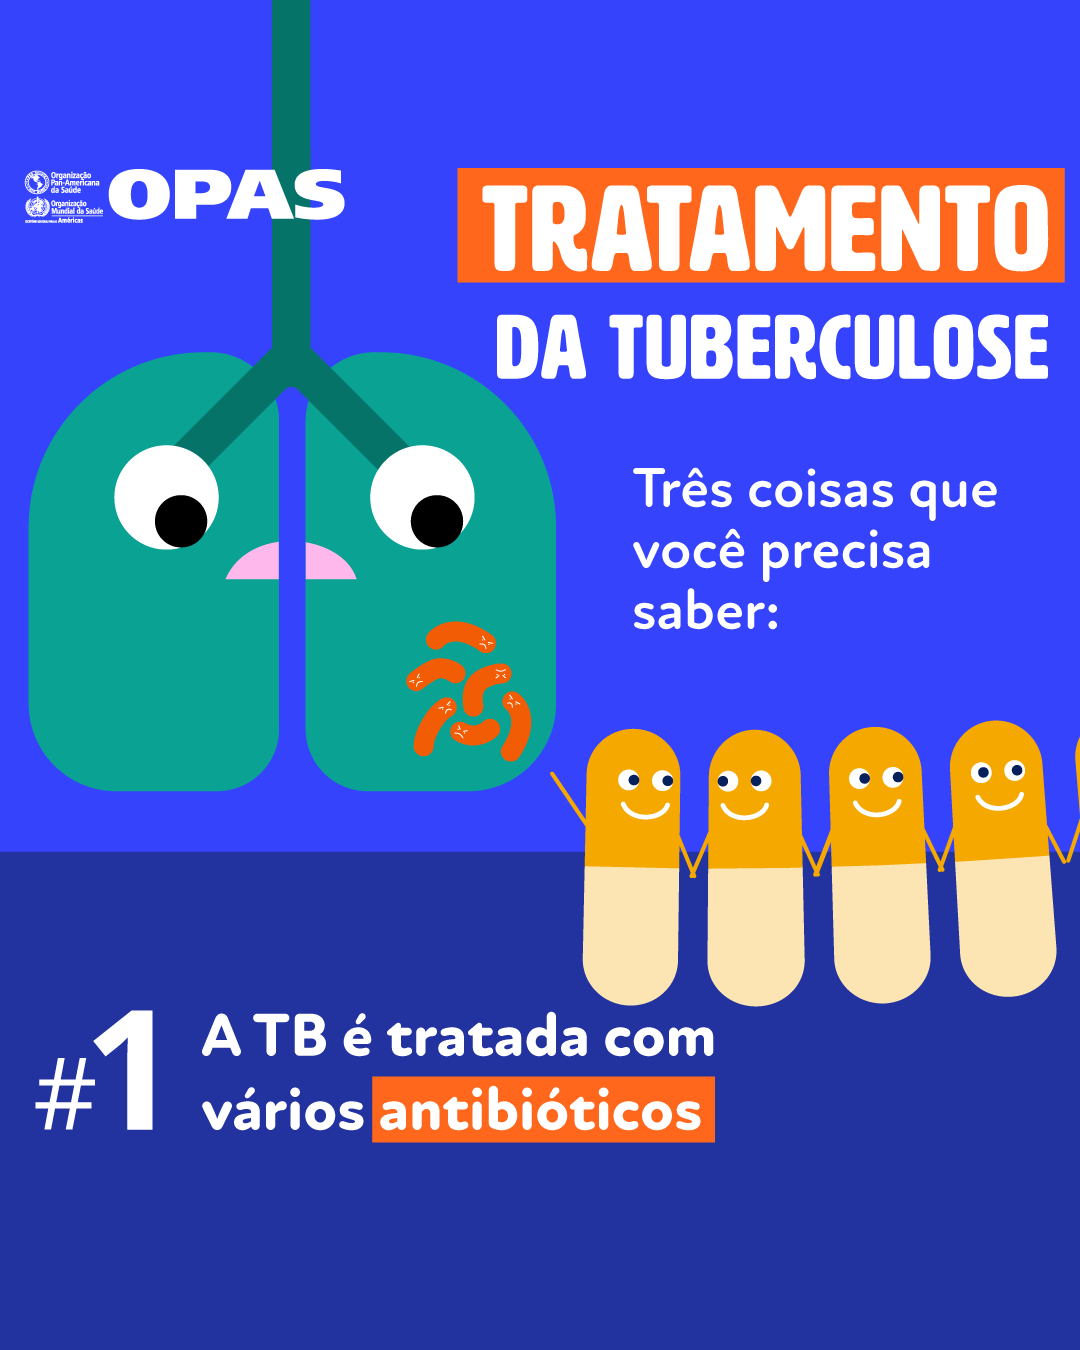 Organização
Pan-Americana
da Saúde
Organização
Mundial da Saúde
Américas
OPAS
TRATAMENTO
DA TUBERCULOSE
Três coisas que
você precisa
saber:
#1
A TB é tratada com
vários antibióticos